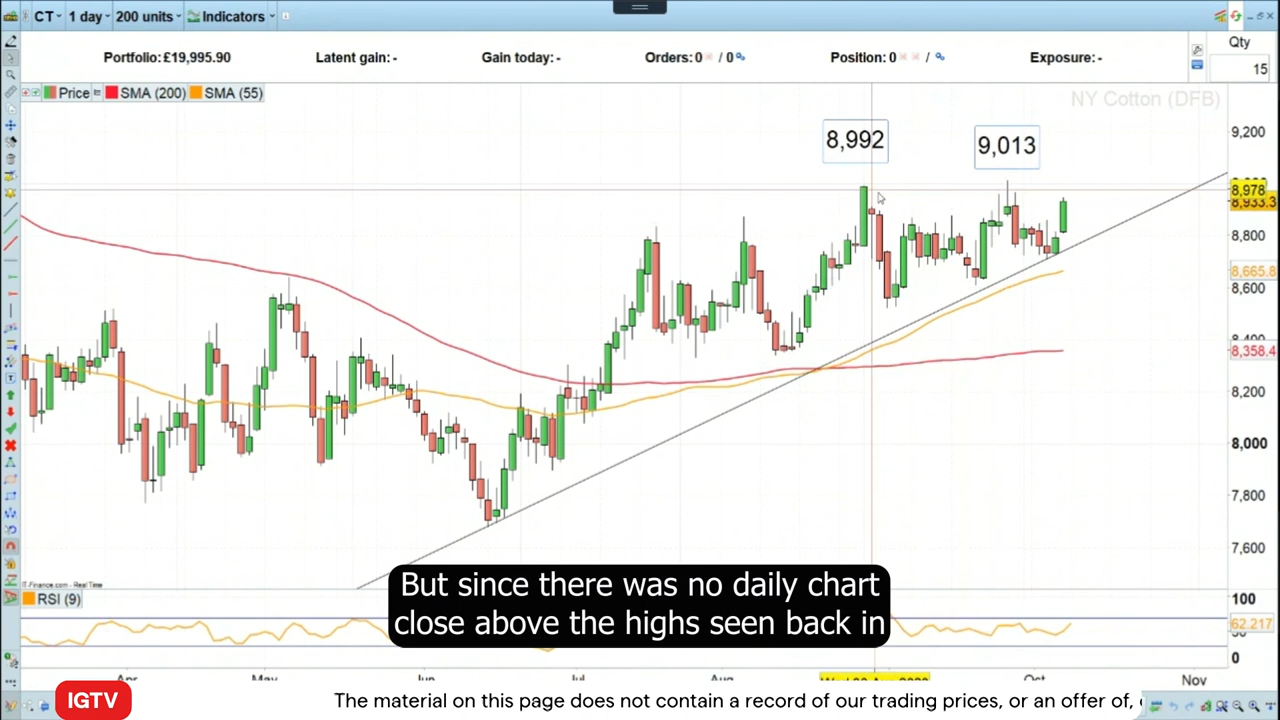 CT 1 day 200 units Indicators
Portfolio:£19,995.90 Latent gain:- Gain today:- Orders:0 / 0 Position:0 / Exposure:- Qty
15
Price SMA (200) SMA (55)
NY Cotton (DFB)
8,992
9,013
9,200
8,978
8,933.3
8,800
8,665.8
8,600
8,358.4
8,200
8,000
7,800
7,600
IT-Finance.com - Real Time
RSI (9)
100
62.217
0
But since there was no daily chart
close above the highs seen back in
Apr May Jun Jul Aug Oct Nov
IGTV
The material on this page does not contain a record of our trading prices, or an offer of,